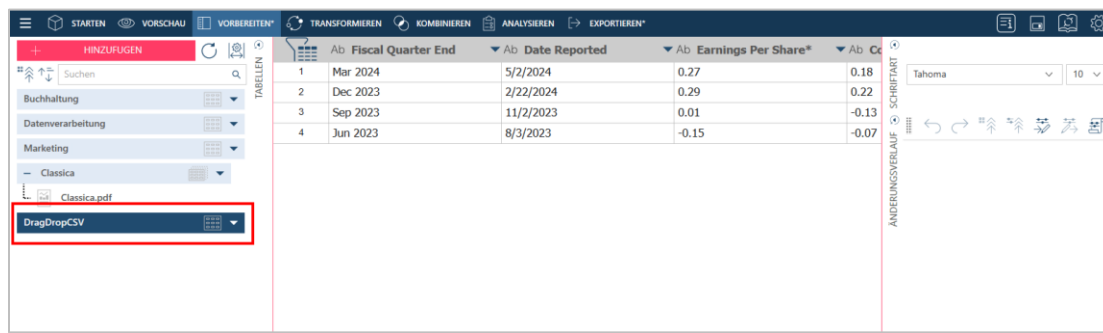 STARTEN VORSCHAU VORBEREITEN* TRANSFORMIEREN KOMBINIEREN ANALYSIEREN EXPORTIEREN*
HINZUFÜGEN
Suchen
TABELLEN
Buchhaltung
Datenverarbeitung
Marketing
Classica
Classica.pdf
DragDropCSV
Ab Fiscal Quarter End Ab Date Reported Ab Earnings Per Share* Ab
1 Mar 2024 5/2/2024 0.27 0.18
2 Dec 2023 2/22/2024 0.29 0.22
3 Sep 2023 11/2/2023 0.01 -0.13
4 Jun 2023 8/3/2023 -0.15 -0.07
SCHRIFTART
Tahoma 10
ÄNDERUNGSVERLAUF